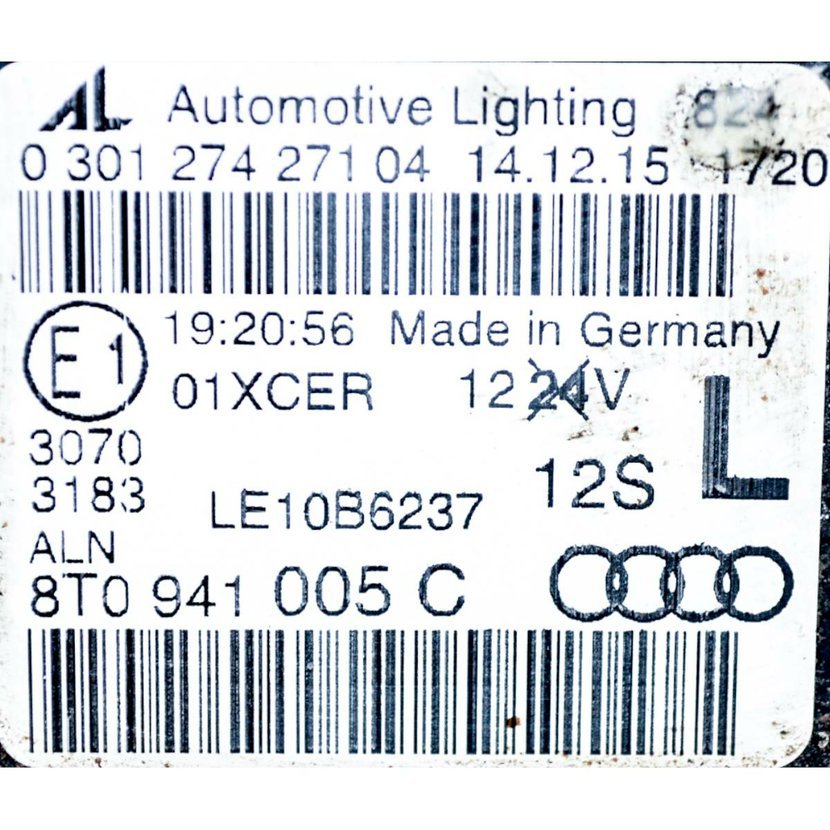 AL Automotive Lighting 824
0 301 274 271 04 14.12.15 1720
E1 19:20:56 Made in Germany
01XCER 12 24V
L
3070
3183 LE10B6237 12S
ALN
8T0 941 005 C